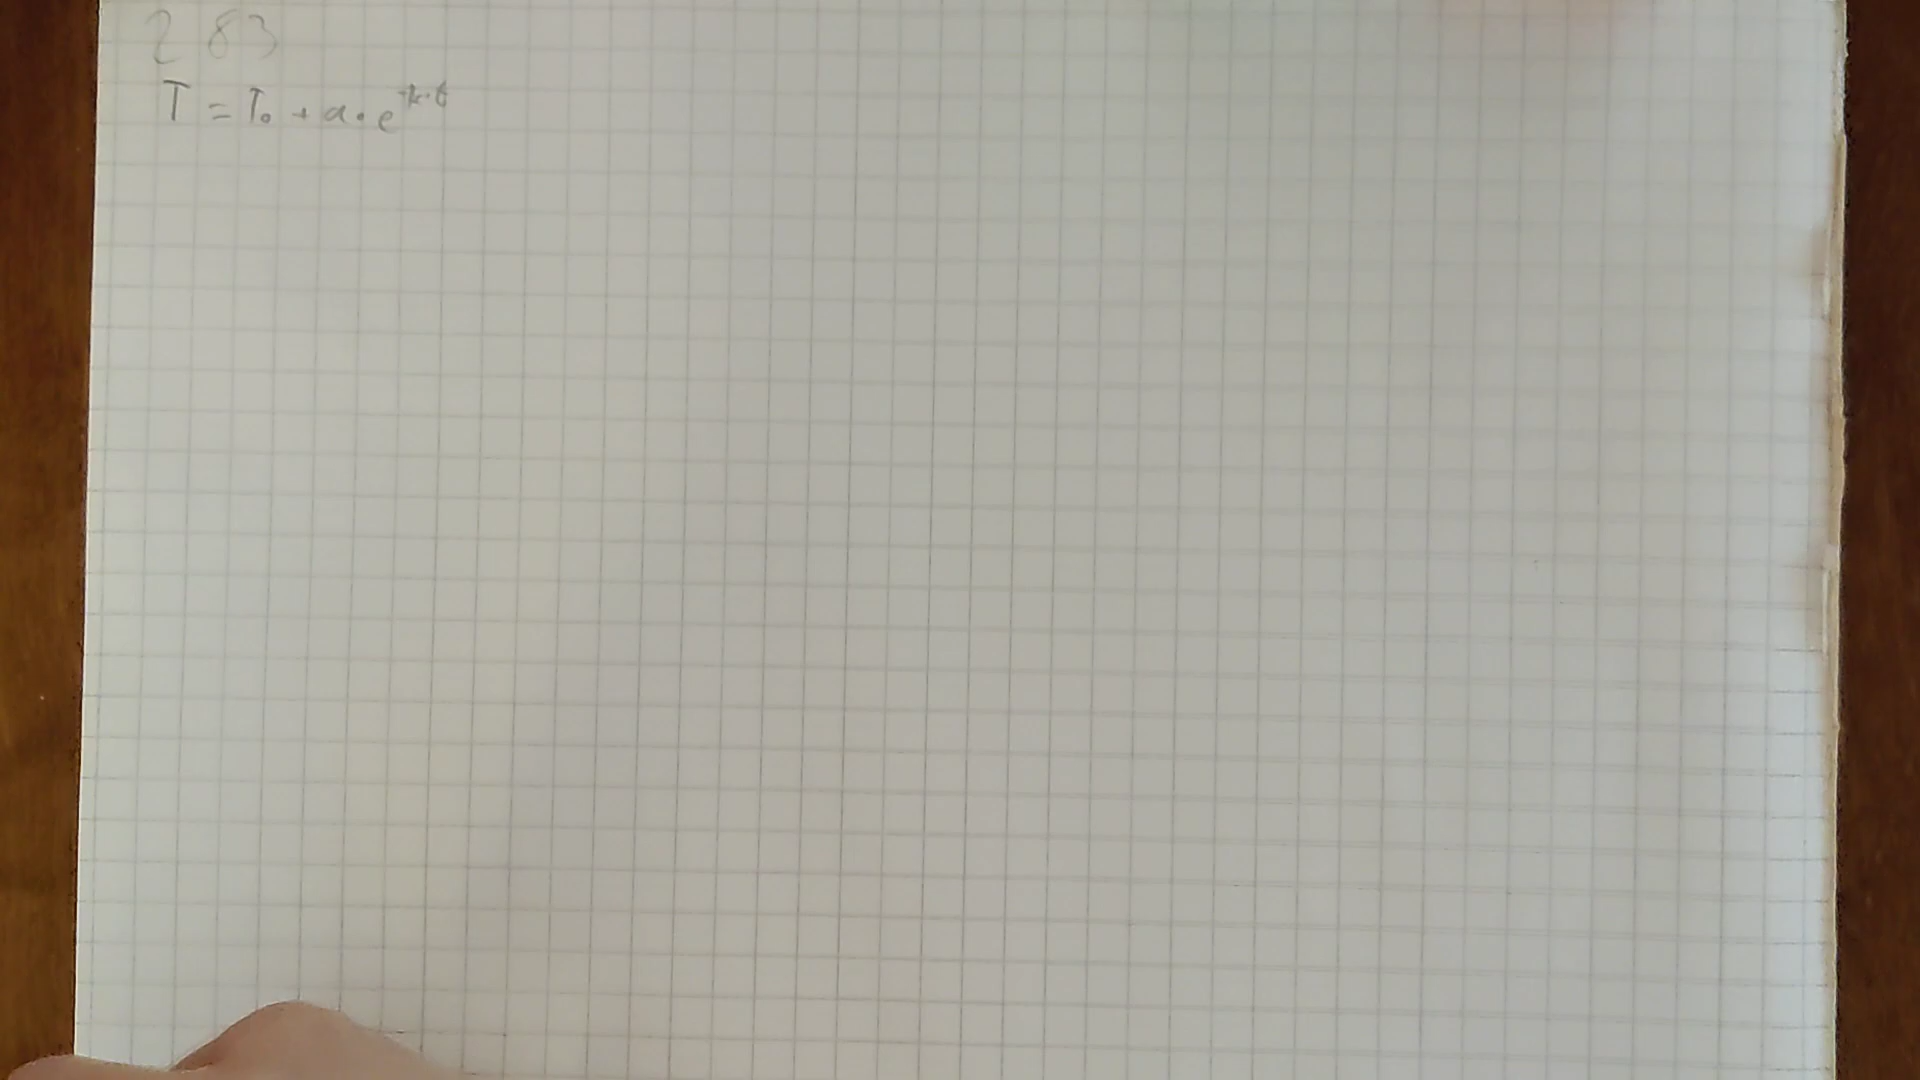 283
T = T₀ + a · e^{-k·t}